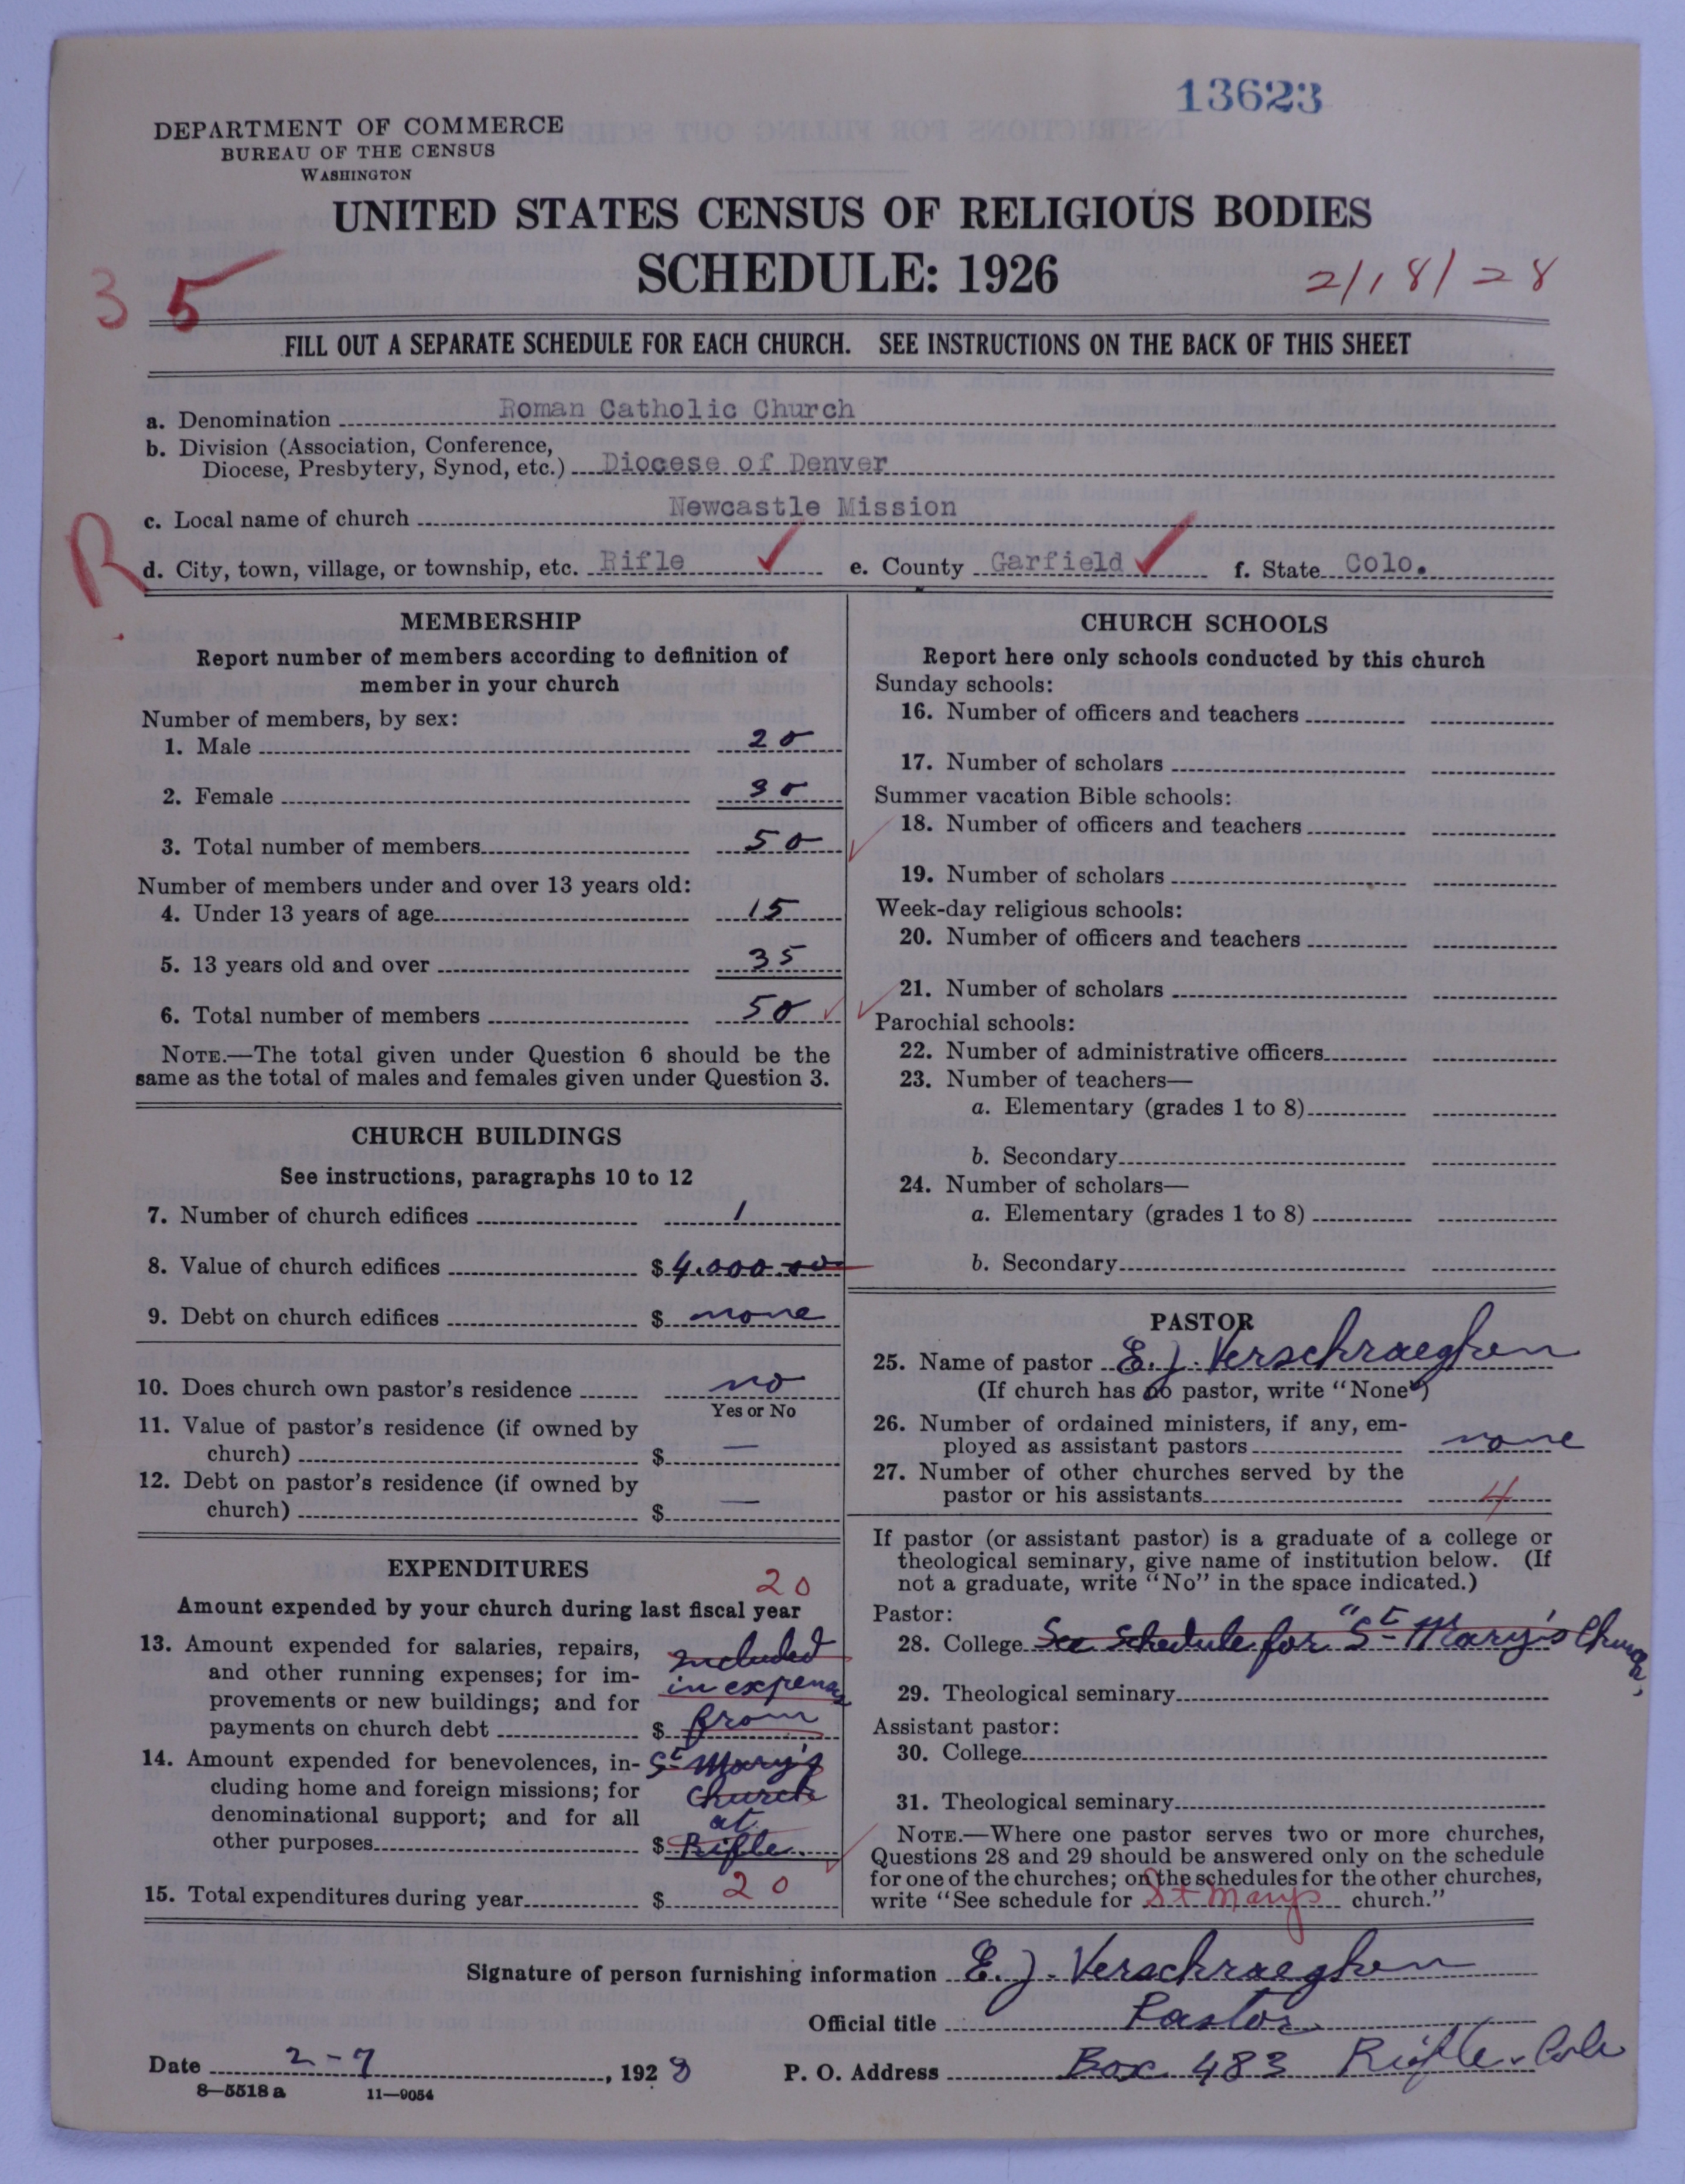 13623
DEPARTMENT OF COMMERCE
BUREAU OF THE CENSUS
WASHINGTON
UNITED STATES CENSUS OF RELIGIOUS BODIES
SCHEDULE: 1926
2/18/28
35
FILL OUT A SEPARATE SCHEDULE FOR EACH CHURCH. SEE INSTRUCTIONS ON THE BACK OF THIS SHEET
a. Denomination Roman Catholic Church
b. Division (Association, Conference,
Diocese, Presbytery, Synod, etc.) Diocese of Denver
c. Local name of church Newcastle Mission
R
d. City, town, village, or township, etc. Rifle e. County Garfield f. State Colo.
MEMBERSHIP
Report number of members according to definition of
member in your church
Number of members, by sex:
1. Male 20
2. Female 30
3. Total number of members 50
Number of members under and over 13 years old:
4. Under 13 years of age 15
5. 13 years old and over 35
6. Total number of members 50
NOTE.—The total given under Question 6 should be the
same as the total of males and females given under Question 3.
CHURCH BUILDINGS
See instructions, paragraphs 10 to 12
7. Number of church edifices 1
8. Value of church edifices $ 4.000.00
9. Debt on church edifices $ none
10. Does church own pastor's residence no
Yes or No
11. Value of pastor's residence (if owned by
church) $ —
12. Debt on pastor's residence (if owned by
church) $ —
EXPENDITURES
20
Amount expended by your church during last fiscal year
13. Amount expended for salaries, repairs, Included
and other running expenses; for im- in expenses
provements or new buildings; and for
payments on church debt $ from
14. Amount expended for benevolences, in- St Mary's
cluding home and foreign missions; for Church
denominational support; and for all at
other purposes $ Rifle
15. Total expenditures during year $ 20
CHURCH SCHOOLS
Report here only schools conducted by this church
Sunday schools:
16. Number of officers and teachers
17. Number of scholars
Summer vacation Bible schools:
18. Number of officers and teachers
19. Number of scholars
Week-day religious schools:
20. Number of officers and teachers
21. Number of scholars
Parochial schools:
22. Number of administrative officers
23. Number of teachers—
a. Elementary (grades 1 to 8)
b. Secondary
24. Number of scholars—
a. Elementary (grades 1 to 8)
b. Secondary
PASTOR
25. Name of pastor E. J. Verschraeghen
(If church has no pastor, write "None")
26. Number of ordained ministers, if any, em-
ployed as assistant pastors none
27. Number of other churches served by the
pastor or his assistants 4
If pastor (or assistant pastor) is a graduate of a college or
theological seminary, give name of institution below. (If
not a graduate, write "No" in the space indicated.)
Pastor:
28. College See schedule for "St Mary's Church,
29. Theological seminary
Assistant pastor:
30. College
31. Theological seminary
NOTE.—Where one pastor serves two or more churches,
Questions 28 and 29 should be answered only on the schedule
for one of the churches; on the schedules for the other churches,
write "See schedule for St Marys church."
Signature of person furnishing information E. J. Verschraeghen
Official title Pastor
Date 2-7, 1928 P. O. Address Box 483 Rifle. Colo
8—5518 a 11—9054